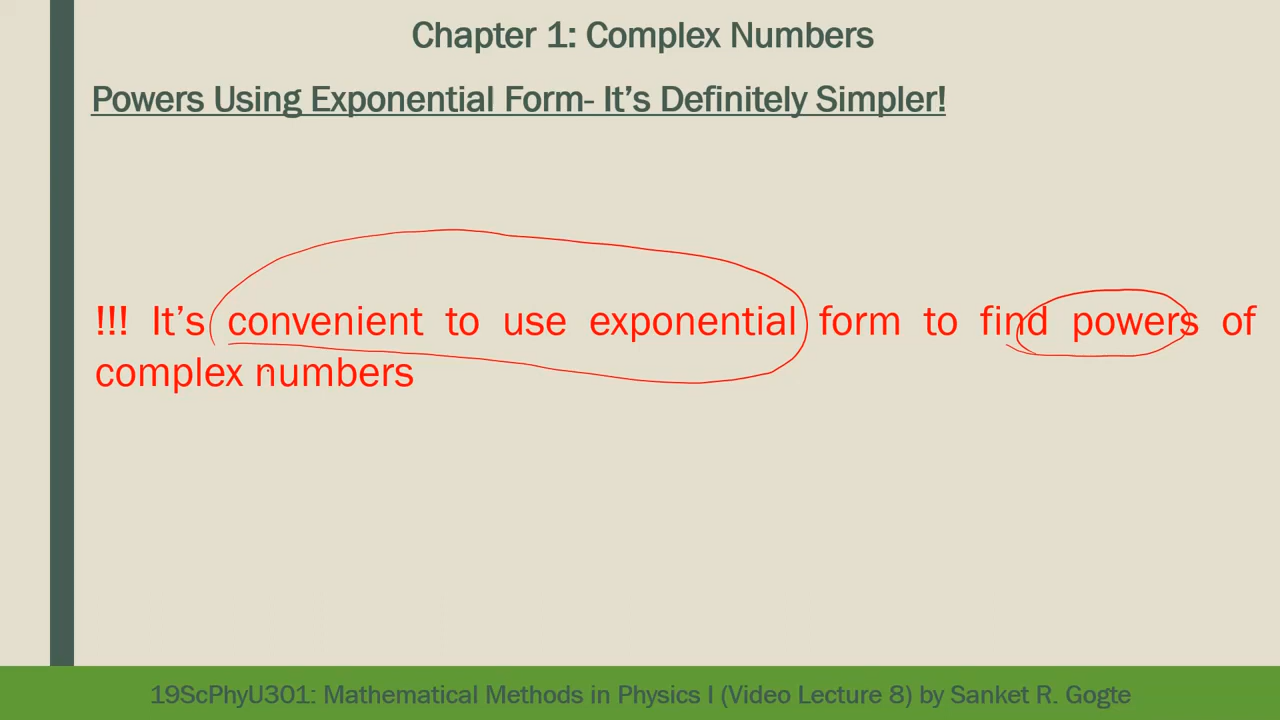 Chapter 1: Complex Numbers
Powers Using Exponential Form- It’s Definitely Simpler!
!!! It’s convenient to use exponential form to find powers of
complex numbers
19ScPhyU301: Mathematical Methods in Physics I (Video Lecture 8) by Sanket R. Gogte